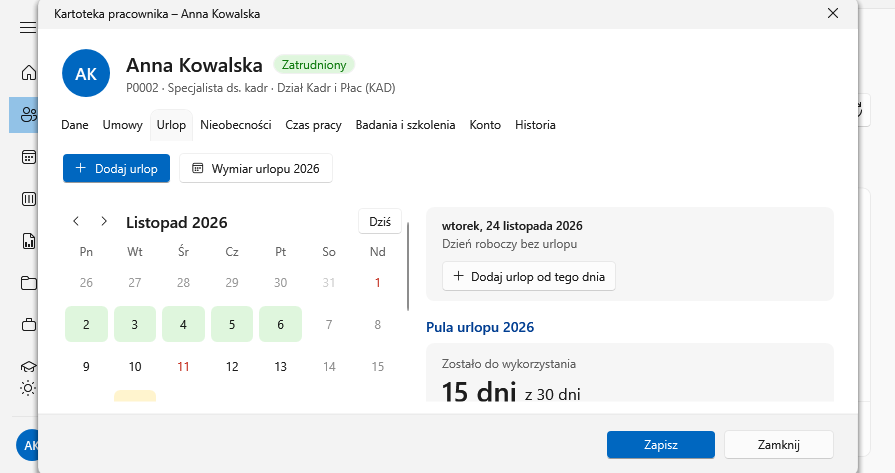 Kartoteka pracownika – Anna Kowalska
AK
Anna Kowalska Zatrudniony
P0002 · Specjalista ds. kadr · Dział Kadr i Płac (KAD)
Dane Umowy Urlop Nieobecności Czas pracy Badania i szkolenia Konto Historia
Dodaj urlop Wymiar urlopu 2026
Listopad 2026 Dziś
Pn Wt Śr Cz Pt So Nd
26 27 28 29 30 31 1
2 3 4 5 6 7 8
9 10 11 12 13 14 15
wtorek, 24 listopada 2026
Dzień roboczy bez urlopu
Dodaj urlop od tego dnia
Pula urlopu 2026
Zostało do wykorzystania
15 dni z 30 dni
Zapisz Zamknij
AK